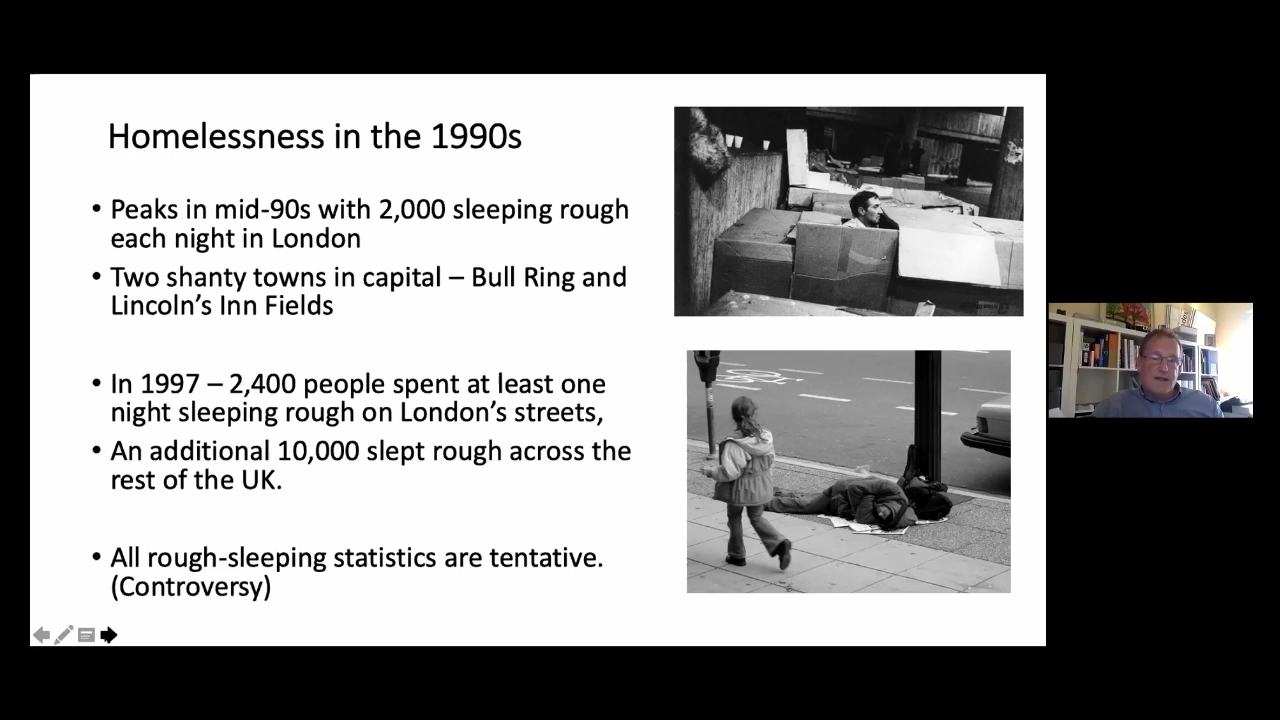 Homelessness in the 1990s
• Peaks in mid-90s with 2,000 sleeping rough
each night in London
• Two shanty towns in capital – Bull Ring and
Lincoln’s Inn Fields
• In 1997 – 2,400 people spent at least one
night sleeping rough on London’s streets,
• An additional 10,000 slept rough across the
rest of the UK.
• All rough-sleeping statistics are tentative.
(Controversy)